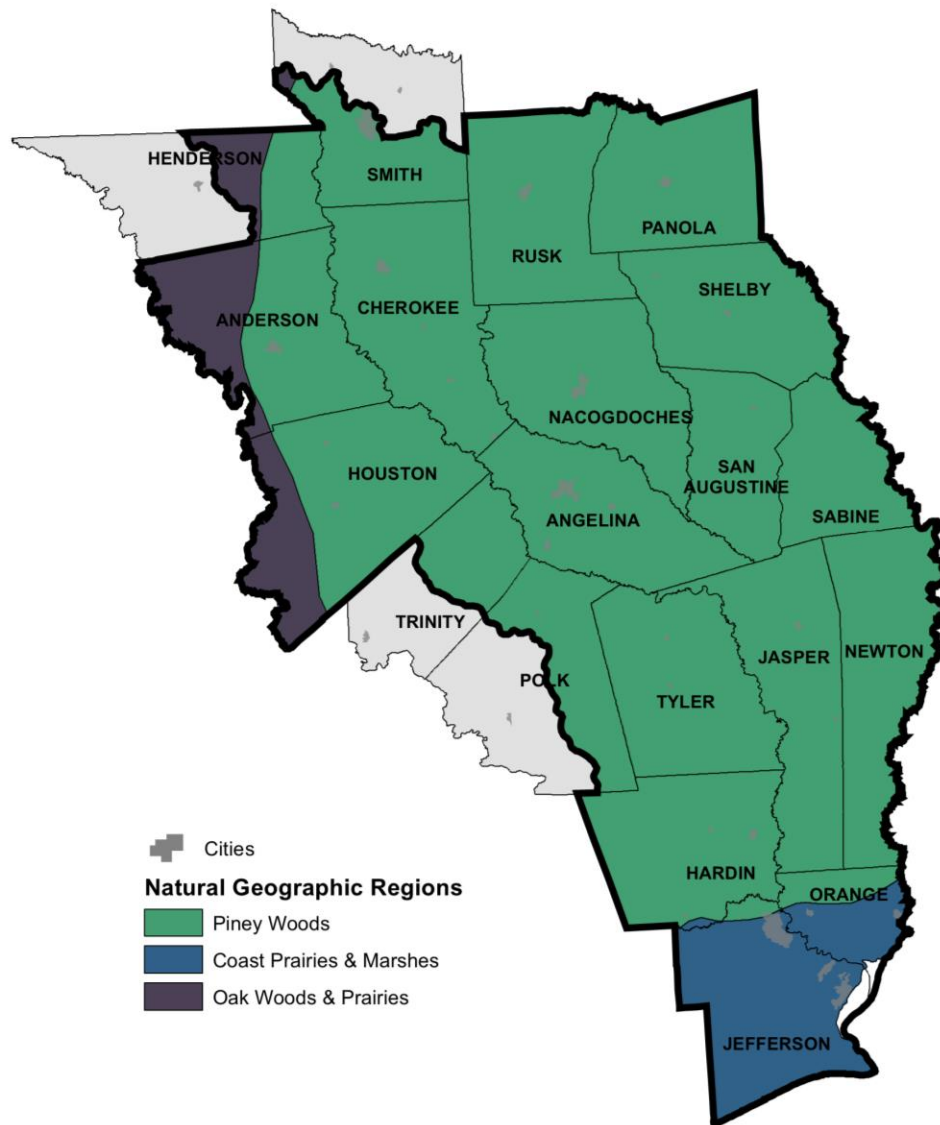 HENDERSON
SMITH
PANOLA
RUSK
SHELBY
CHEROKEE
ANDERSON
NACOGDOCHES
HOUSTON
SAN
AUGUSTINE
SABINE
ANGELINA
TRINITY
JASPER
NEWTON
POLK
TYLER
HARDIN
ORANGE
JEFFERSON
Cities
Natural Geographic Regions
Piney Woods
Coast Prairies & Marshes
Oak Woods & Prairies